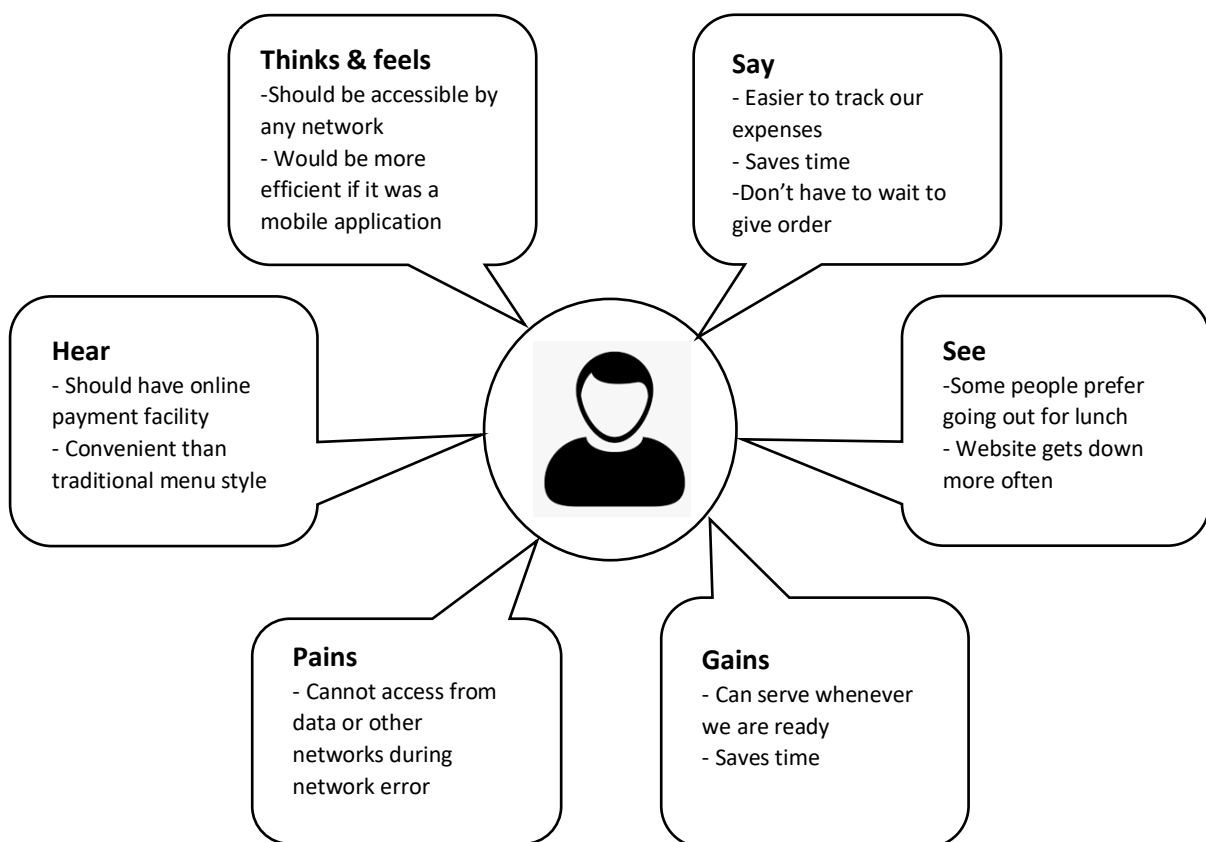 Thinks & feels
-Should be accessible by
any network
- Would be more
efficient if it was a
mobile application
Say
- Easier to track our
expenses
- Saves time
-Don’t have to wait to
give order
Hear
- Should have online
payment facility
- Convenient than
traditional menu style
See
-Some people prefer
going out for lunch
- Website gets down
more often
Pains
- Cannot access from
data or other
networks during
network error
Gains
- Can serve whenever
we are ready
- Saves time